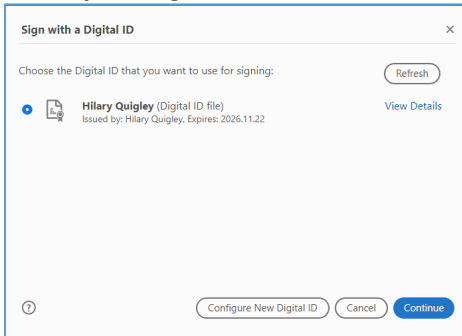 Sign with a Digital ID
Choose the Digital ID that you want to use for signing:
Refresh
Hilary Quigley (Digital ID file)
View Details
Issued by: Hilary Quigley, Expires: 2026.11.22
Configure New Digital ID
Cancel
Continue